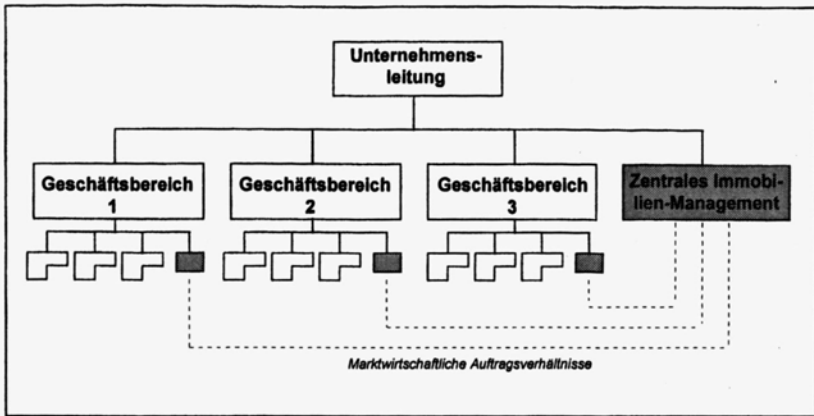 Unternehmens-
leitung
Geschäftsbereich
1
Geschäftsbereich
2
Geschäftsbereich
3
Zentrales Immobi-
lien-Management
Marktwirtschaftliche Auftragsverhältnisse